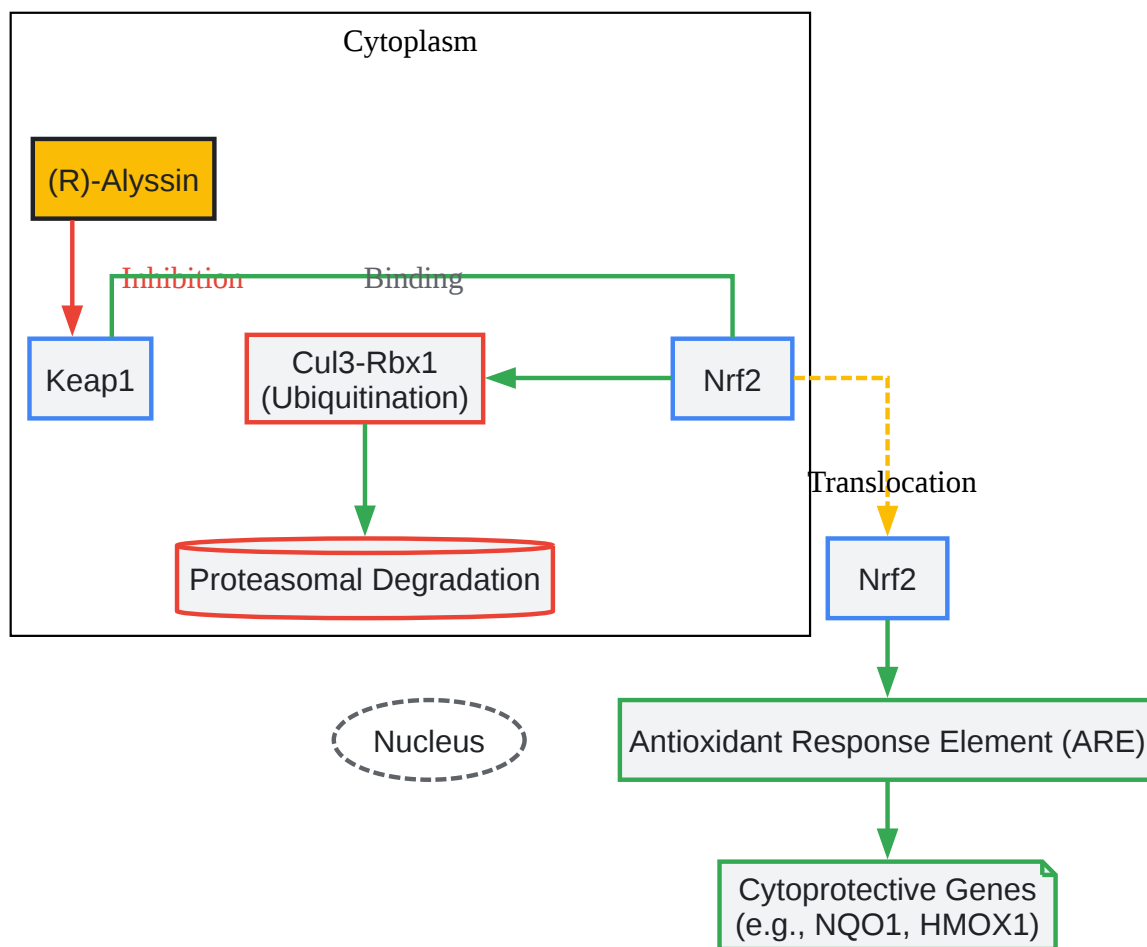 Cytoplasm
(R)-Alyssin
Inhibition
Binding
Keap1
Cul3-Rbx1
(Ubiquitination)
Nrf2
Translocation
Proteasomal Degradation
Nrf2
Nucleus
Antioxidant Response Element (ARE)
Cytoprotective Genes
(e.g., NQO1, HMOX1)